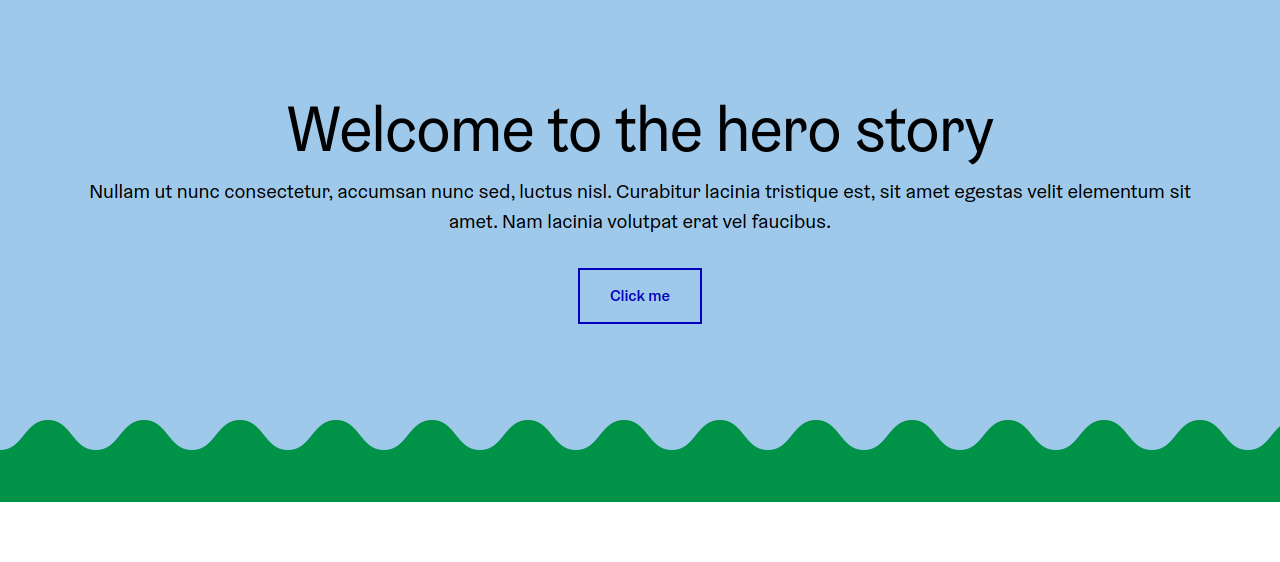 Welcome to the hero story
Nullam ut nunc consectetur, accumsan nunc sed, luctus nisl. Curabitur lacinia tristique est, sit amet egestas velit elementum sit
amet. Nam lacinia volutpat erat vel faucibus.
Click me